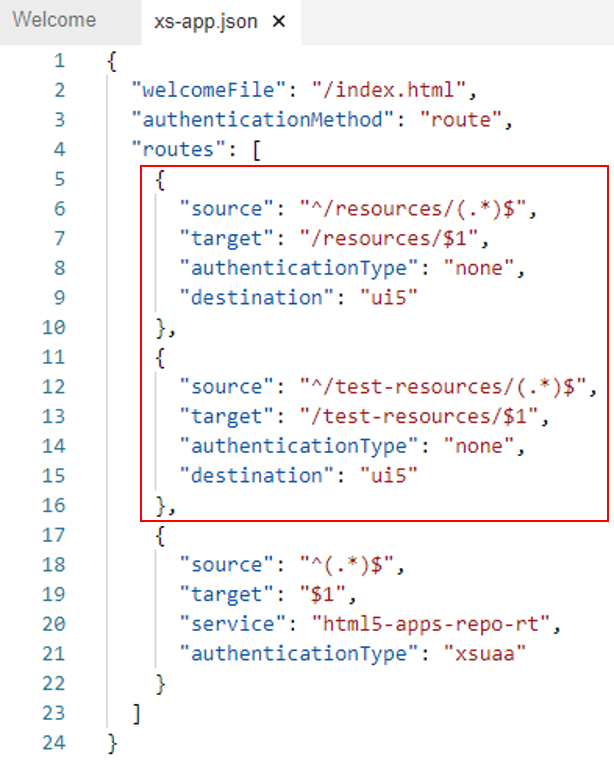 Welcome xs-app.json ×
1 {
2 "welcomeFile": "/index.html",
3 "authenticationMethod": "route",
4 "routes": [
5 {
6 "source": "^/resources/(.*)$",
7 "target": "/resources/$1",
8 "authenticationType": "none",
9 "destination": "ui5"
10 },
11 {
12 "source": "^/test-resources/(.*)$",
13 "target": "/test-resources/$1",
14 "authenticationType": "none",
15 "destination": "ui5"
16 },
17 {
18 "source": "^(.*)$",
19 "target": "$1",
20 "service": "html5-apps-repo-rt",
21 "authenticationType": "xsuaa"
22 }
23 ]
24 }